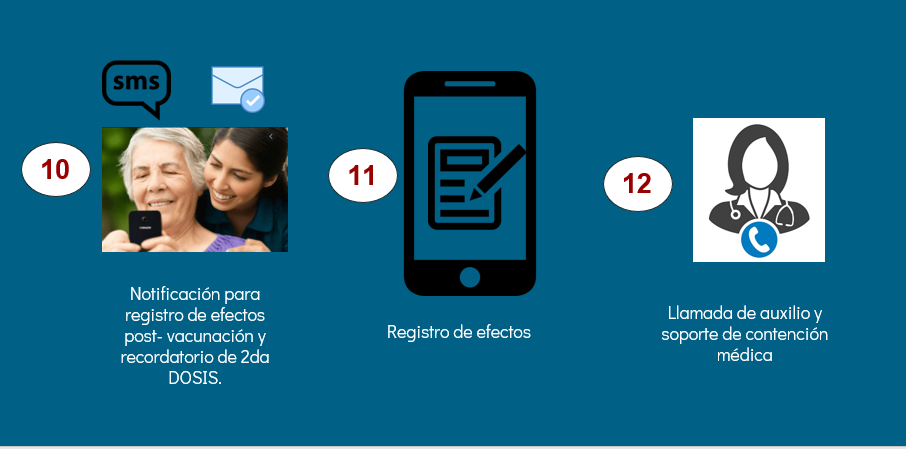 sms
10
Notificación para
registro de efectos
post- vacunación y
recordatorio de 2da
DOSIS.
11
Registro de efectos
12
Llamada de auxilio y
soporte de contención
médica